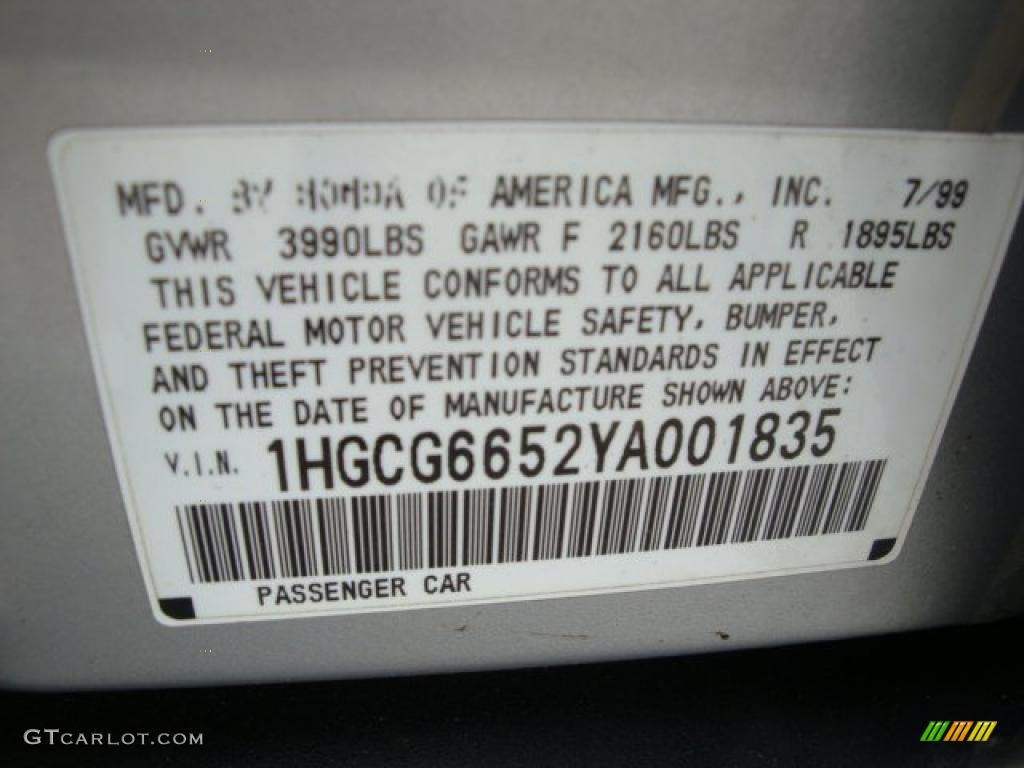 MFD. BY HONDA OF AMERICA MFG., INC. 7/99
GVWR 3990LBS GAWR F 2160LBS R 1895LBS
THIS VEHICLE CONFORMS TO ALL APPLICABLE
FEDERAL MOTOR VEHICLE SAFETY, BUMPER,
AND THEFT PREVENTION STANDARDS IN EFFECT
ON THE DATE OF MANUFACTURE SHOWN ABOVE:
V.I.N. 1HGCG6652YA001835
PASSENGER CAR
GTCARLOT.COM